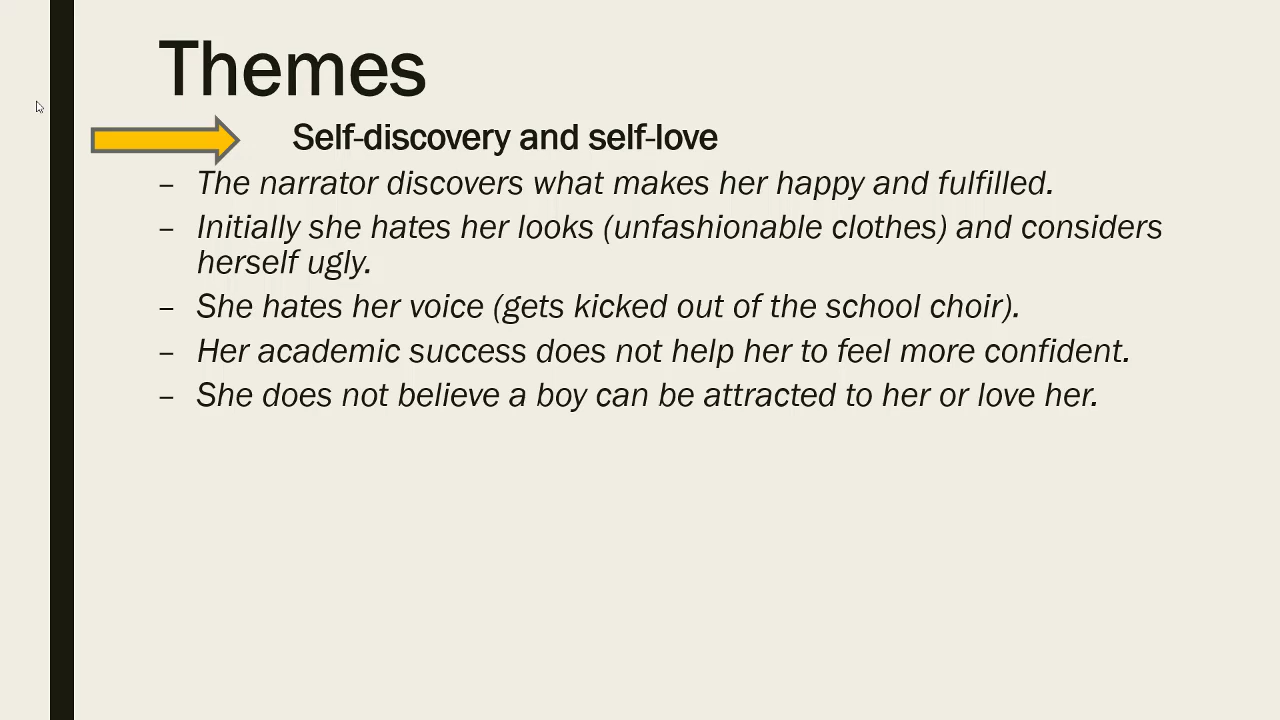 Themes
Self-discovery and self-love
– The narrator discovers what makes her happy and fulfilled.
– Initially she hates her looks (unfashionable clothes) and considers
herself ugly.
– She hates her voice (gets kicked out of the school choir).
– Her academic success does not help her to feel more confident.
– She does not believe a boy can be attracted to her or love her.